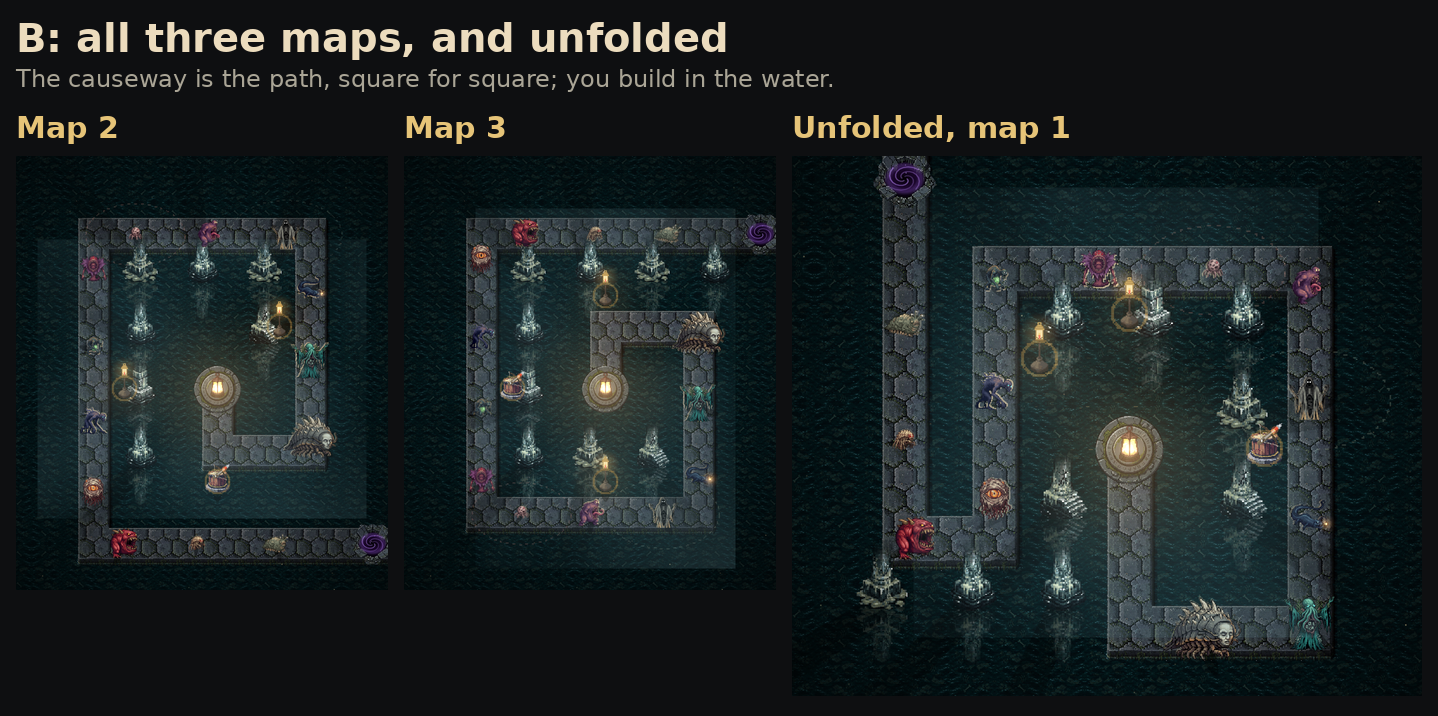 B: all three maps, and unfolded
The causeway is the path, square for square; you build in the water.
Map 2
Map 3
Unfolded, map 1